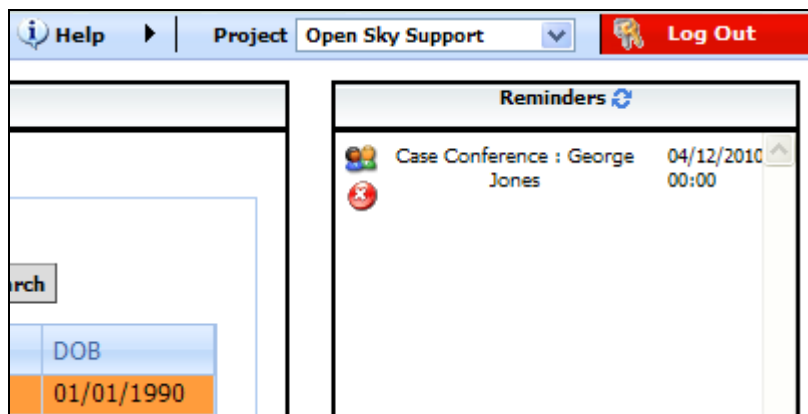 Help Project Open Sky Support Log Out
Reminders
Case Conference : George 04/12/2010
Jones 00:00
rch
DOB
01/01/1990